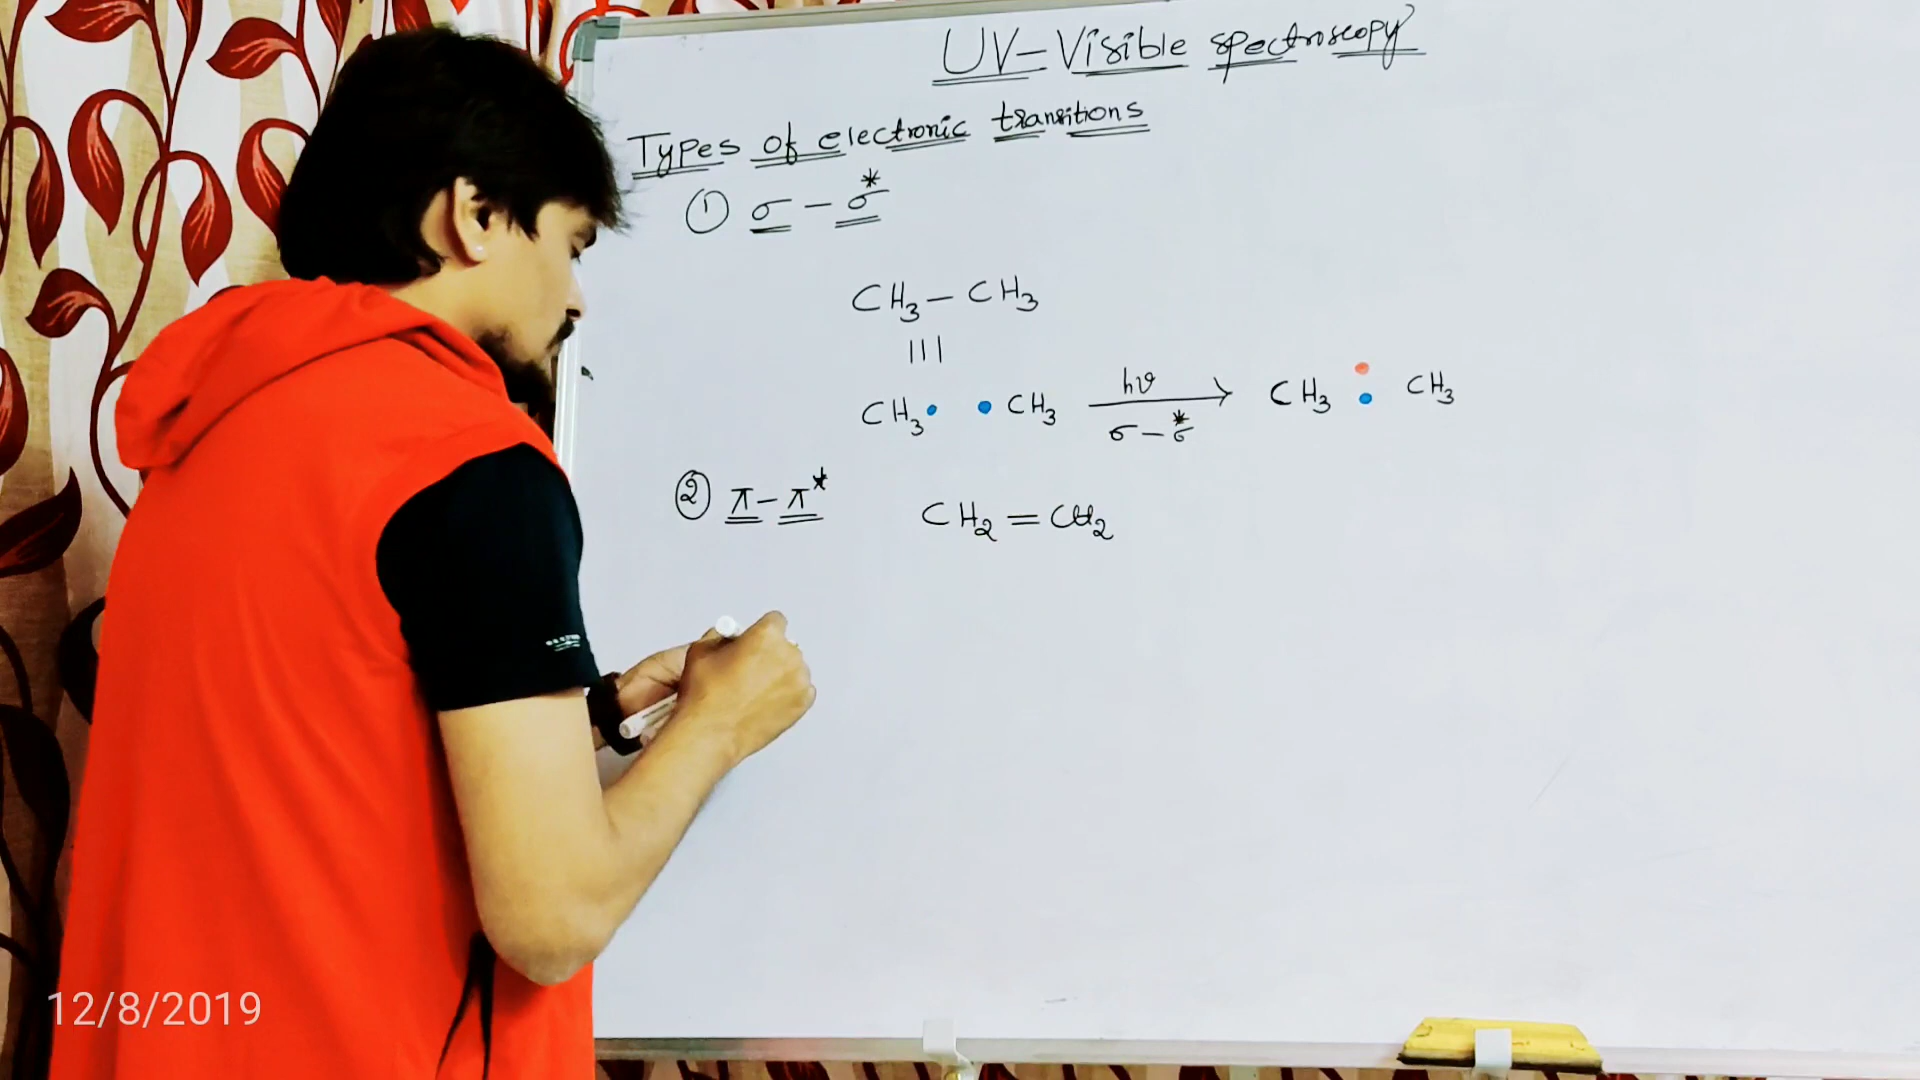 UV-Visible spectroscopy
Types of electronic transitions
① σ - σ*
CH₃ - CH₃
|||
CH₃• •CH₃ hν σ - σ* → CH₃ : CH₃
② π - π* CH₂ = CH₂
12/8/2019